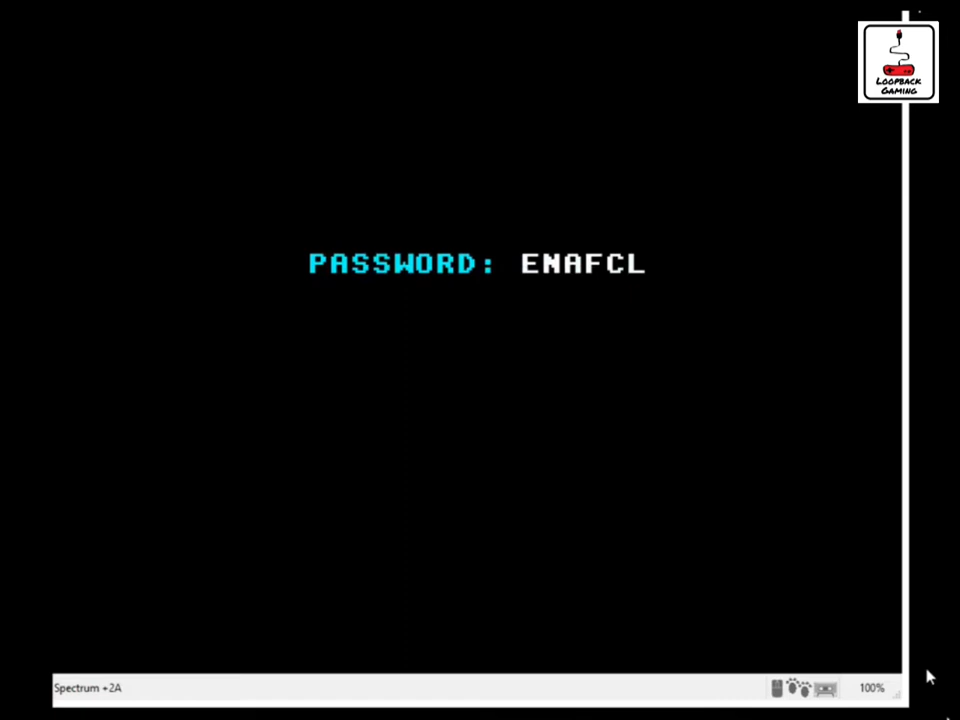 LOOPBACK
GAMING
PASSWORD: ENAFCL
Spectrum +2A
100%